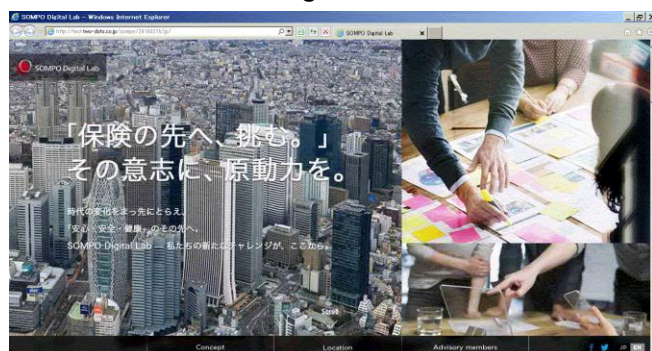 SOMPO Digital Lab - Windows Internet Explorer
SOMPO Digital Lab
SOMPO Digital Lab
「保険の先へ、挑む。」
その意志に、原動力を。
時代の変化をまっ先にとらえ、
「安心・安全・健康」のその先へ。
SOMPO Digital Lab ― 私たちの新たなチャレンジが、ここから。
Scroll
Concept
Location
Advisory members
JP
EN